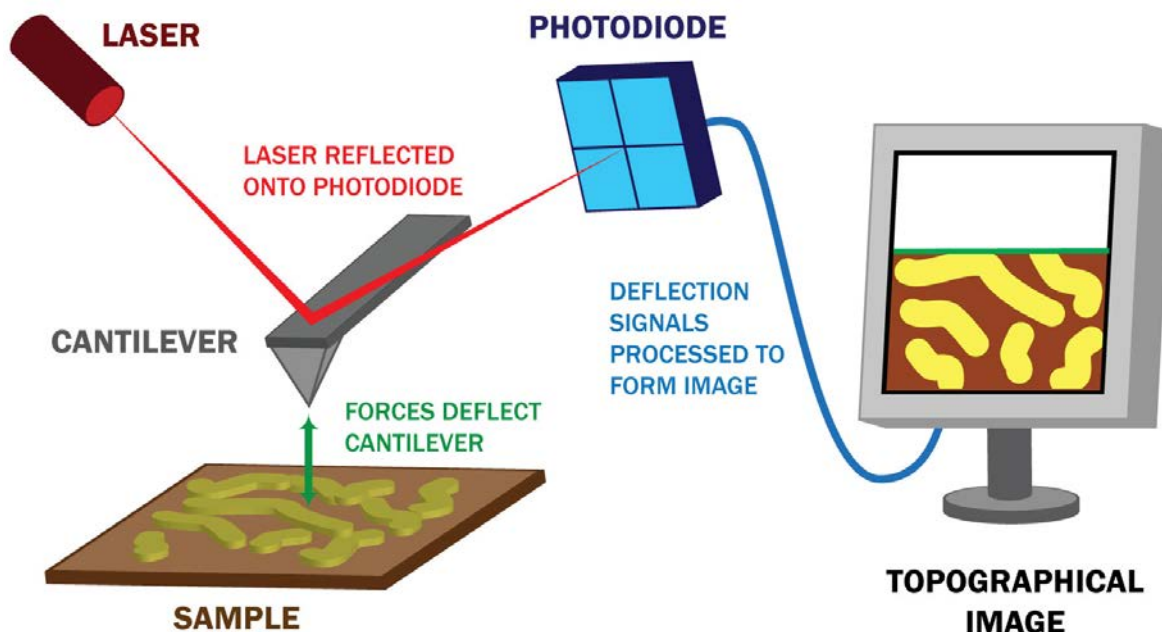 LASER
PHOTODIODE
LASER REFLECTED
ONTO PHOTODIODE
CANTILEVER
DEFLECTION
SIGNALS
PROCESSED TO
FORM IMAGE
FORCES DEFLECT
CANTILEVER
SAMPLE
TOPOGRAPHICAL
IMAGE